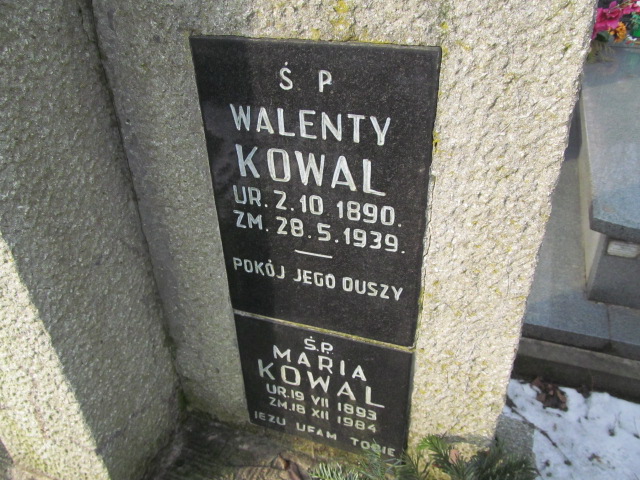 Ś P
WALENTY
KOWAL
UR. 2.10 1890.
ZM. 28.5.1939.
POKÓJ JEGO DUSZY
Ś.P.
MARIA
KOWAL
UR.19 VII 1893
ZM.18 XII 1984
JEZU UFAM TOBIE